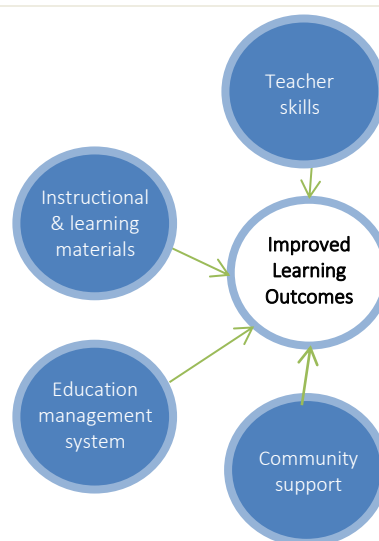 Teacher
skills
Instructional
& learning
materials
Improved
Learning
Outcomes
Education
management
system
Community
support